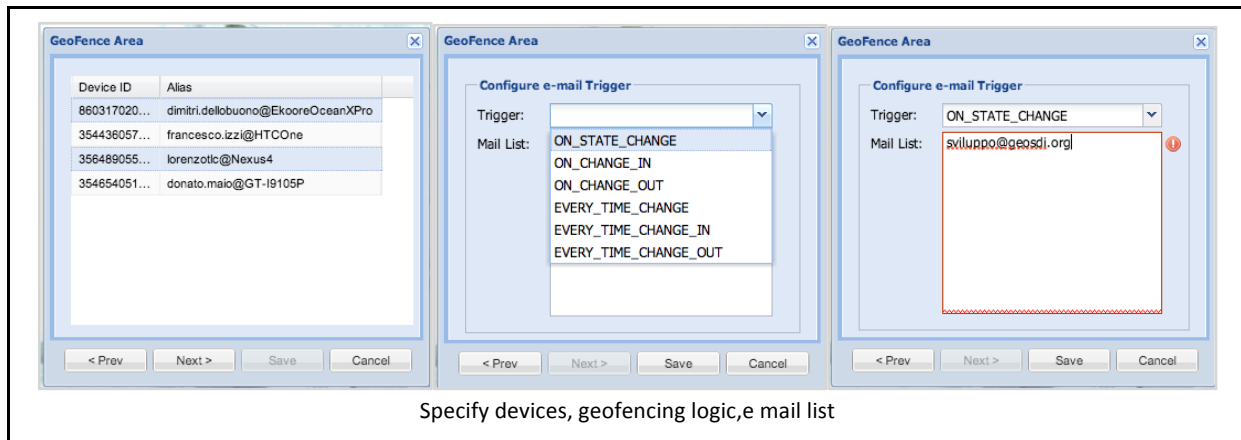 GeoFence Area
Device ID Alias
860317020... dimitri.dellobuono@EkooreOceanXPro
354436057... francesco.izzi@HTCOne
356489055... lorenzotlc@Nexus4
354654051... donato.maio@GT-I9105P
< Prev Next > Save Cancel
GeoFence Area
Configure e-mail Trigger
Trigger:
Mail List:
ON_STATE_CHANGE
ON_CHANGE_IN
ON_CHANGE_OUT
EVERY_TIME_CHANGE
EVERY_TIME_CHANGE_IN
EVERY_TIME_CHANGE_OUT
< Prev Next > Save Cancel
GeoFence Area
Configure e-mail Trigger
Trigger: ON_STATE_CHANGE
Mail List: sviluppo@geosdi.org
< Prev Next > Save Cancel
Specify devices, geofencing logic,e mail list